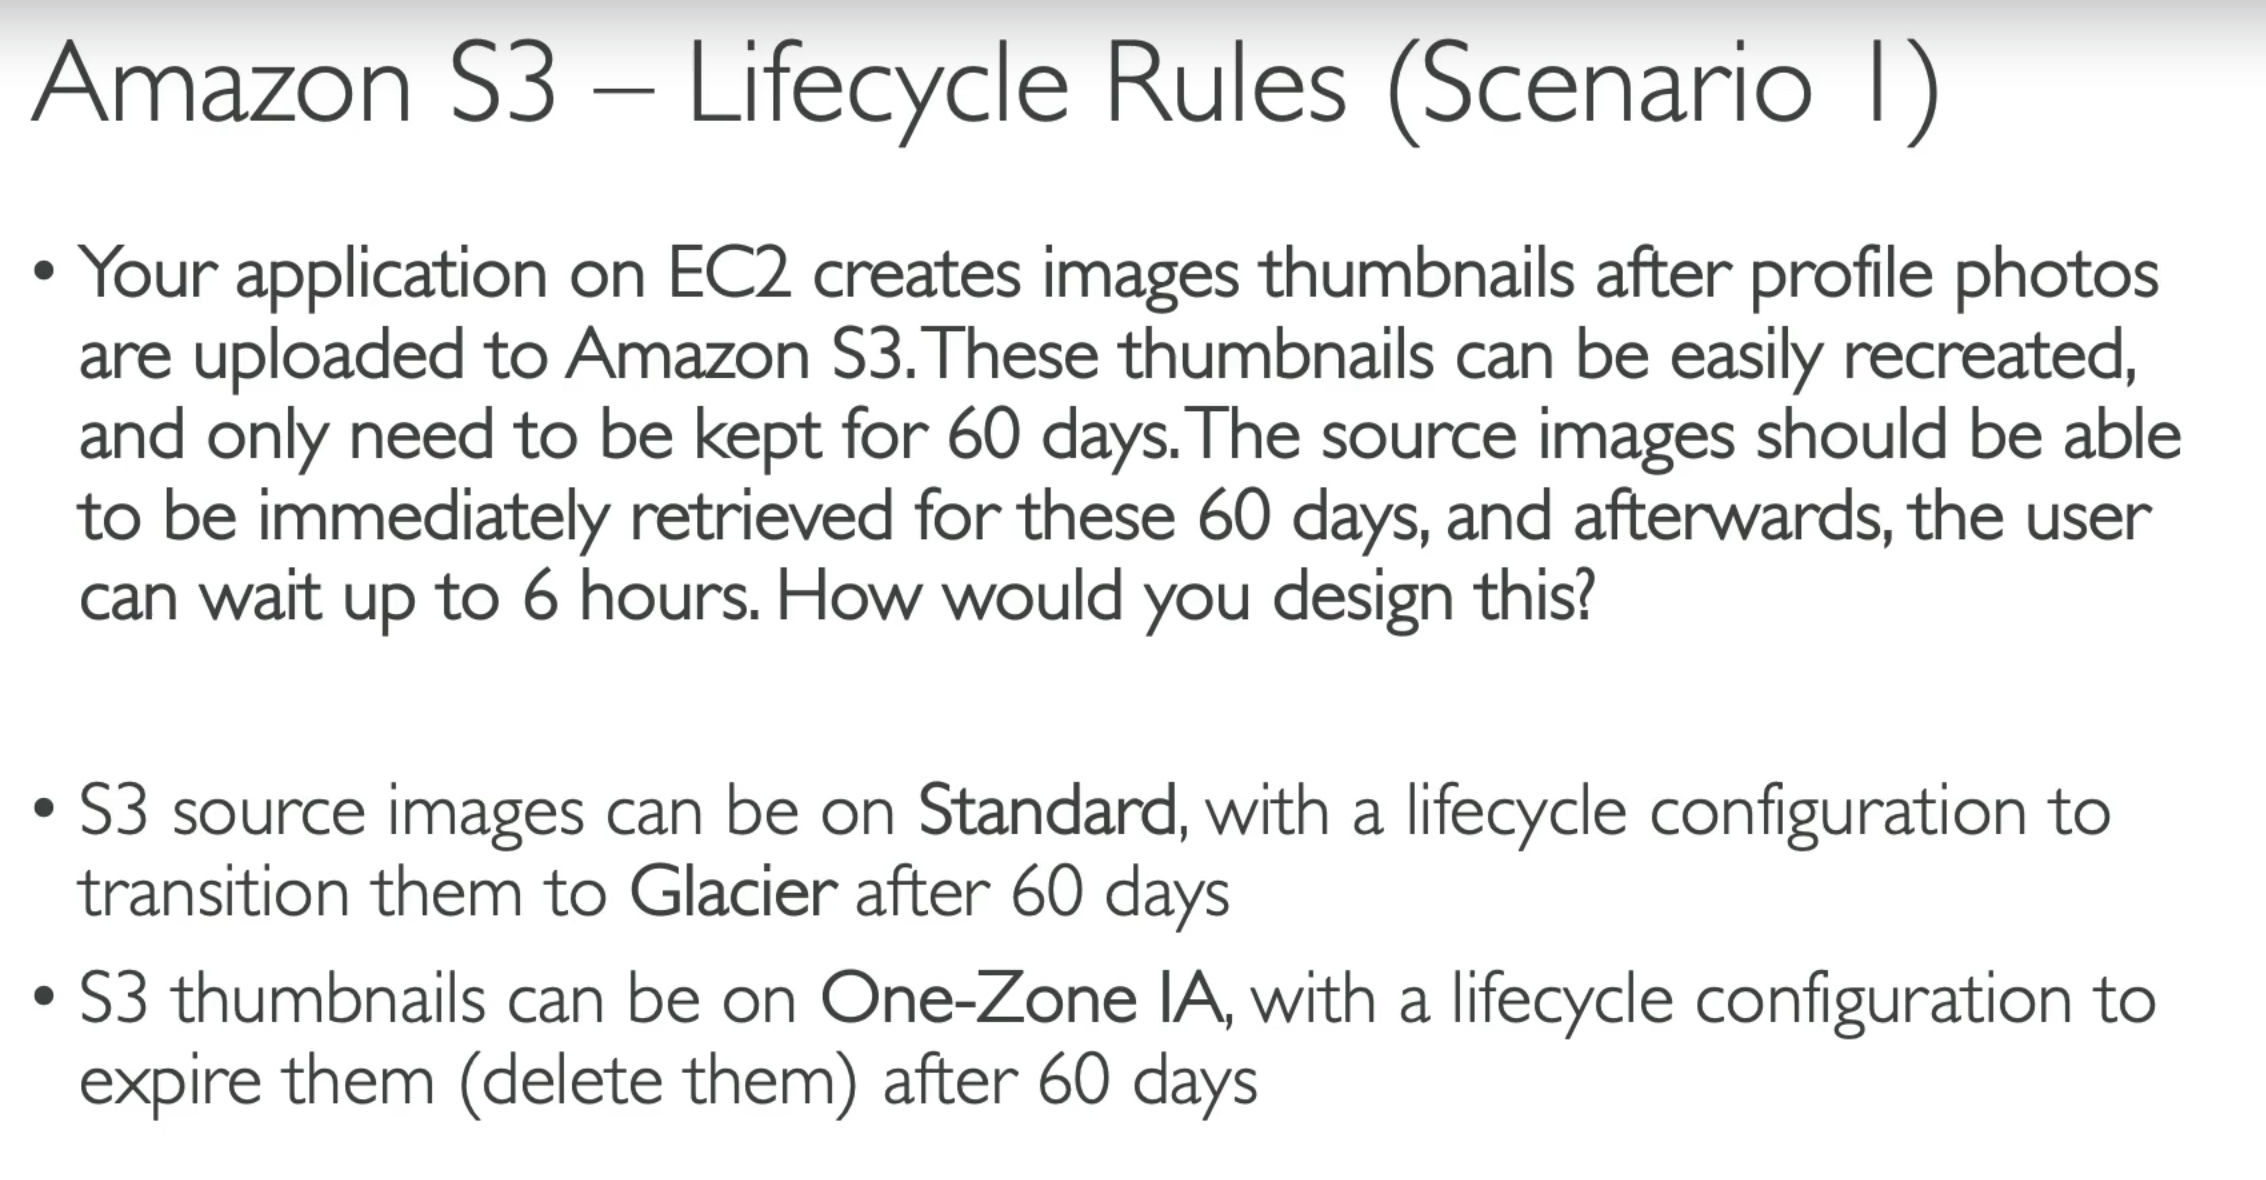 Amazon S3 – Lifecycle Rules (Scenario 1)
• Your application on EC2 creates images thumbnails after profile photos
are uploaded to Amazon S3. These thumbnails can be easily recreated,
and only need to be kept for 60 days. The source images should be able
to be immediately retrieved for these 60 days, and afterwards, the user
can wait up to 6 hours. How would you design this?
• S3 source images can be on Standard, with a lifecycle configuration to
transition them to Glacier after 60 days
• S3 thumbnails can be on One-Zone IA, with a lifecycle configuration to
expire them (delete them) after 60 days